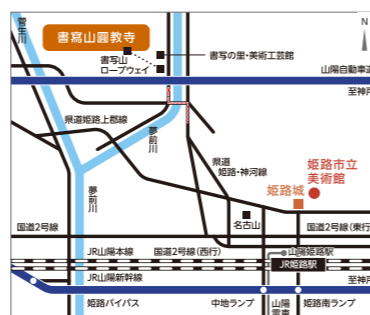 菅生川
書寫山圓教寺
書写山
ロープウェイ
書写の里・美術工芸館
N
山陽自動車道
至神戸
県道姫路上郡線
夢前川
県道
姫路・神河線
姫路市立
美術館
姫路城
名古山
夢前川
国道2号線
国道2号線(東行
JR山陽本線
国道2号線(西行)
山陽姫路駅
JR姫路駅
JR山陽新幹線
至神戸
姫路バイパス
中地ランプ
山陽
電車
姫路南ランプ